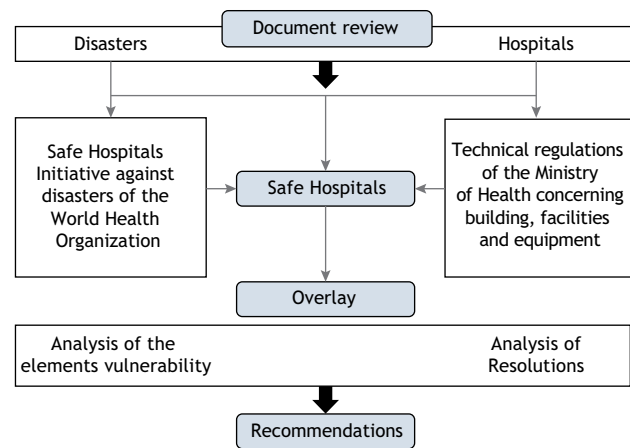 Document review
Disasters
Hospitals
Safe Hospitals
Initiative against
disasters of the
World Health
Organization
Safe Hospitals
Technical regulations
of the Ministry
of Health concerning
building, facilities
and equipment
Overlay
Analysis of the
elements vulnerability
Analysis of
Resolutions
Recommendations